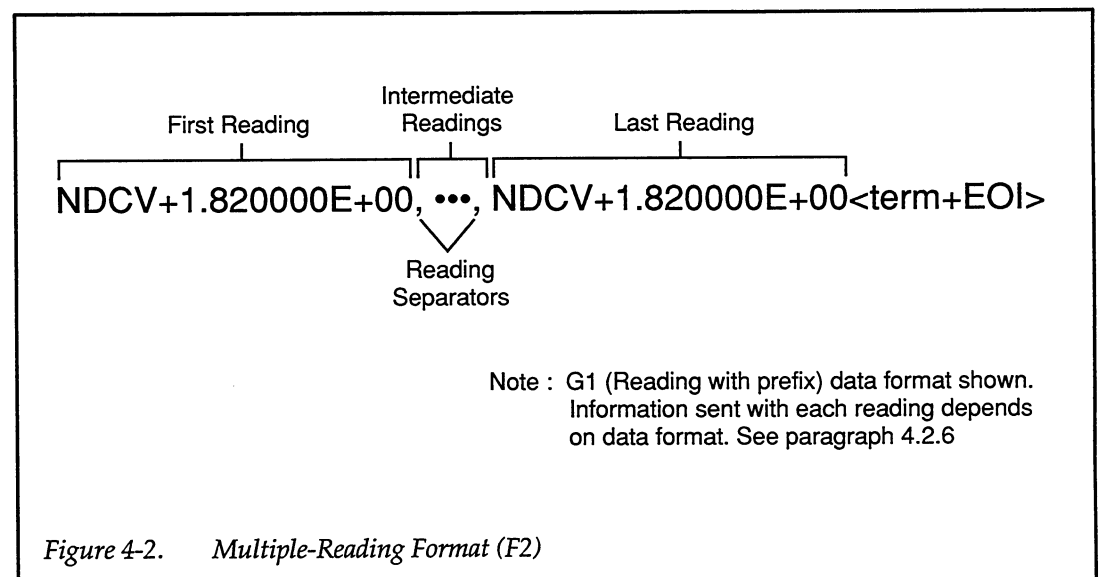 Intermediate
First Reading Readings Last Reading
NDCV+1.820000E+00, •••, NDCV+1.820000E+00<term+EOI>
Reading
Separators
Note : G1 (Reading with prefix) data format shown.
Information sent with each reading depends
on data format. See paragraph 4.2.6
Figure 4-2. Multiple-Reading Format (F2)